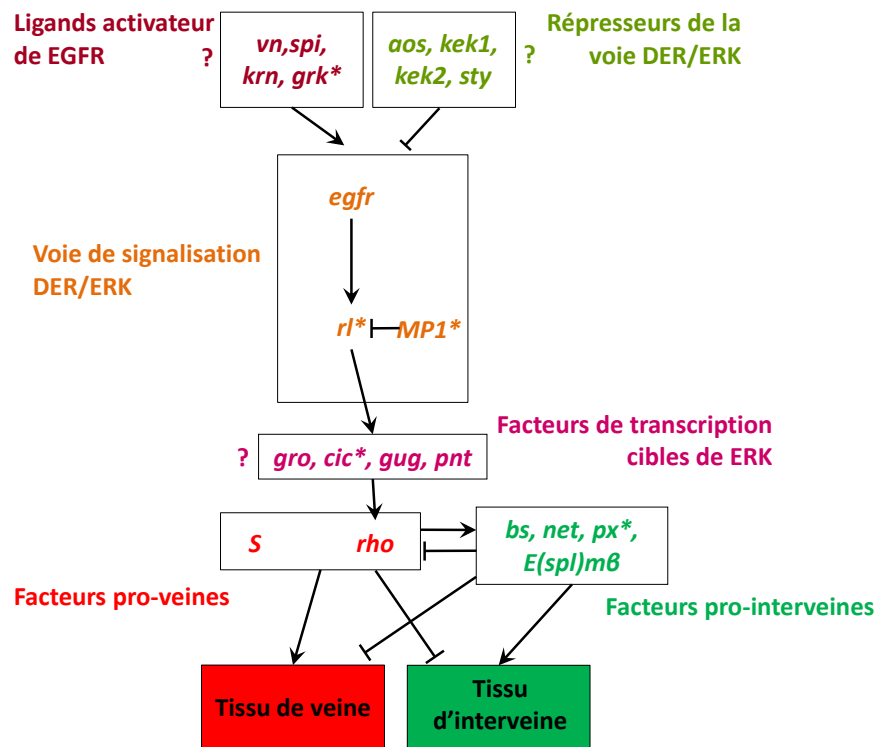 Ligands activateur
de EGFR
?
vn,spi,
krn, grk*
aos, kek1,
kek2, sty
?
Répresseurs de la
voie DER/ERK
egfr
Voie de signalisation
DER/ERK
rl*
MP1*
Facteurs de transcription
cibles de ERK
?
gro, cic*, gug, pnt
S
rho
bs, net, px*,
E(spl)mβ
Facteurs pro-veines
Facteurs pro-interveines
Tissu de veine
Tissu
d’interveine